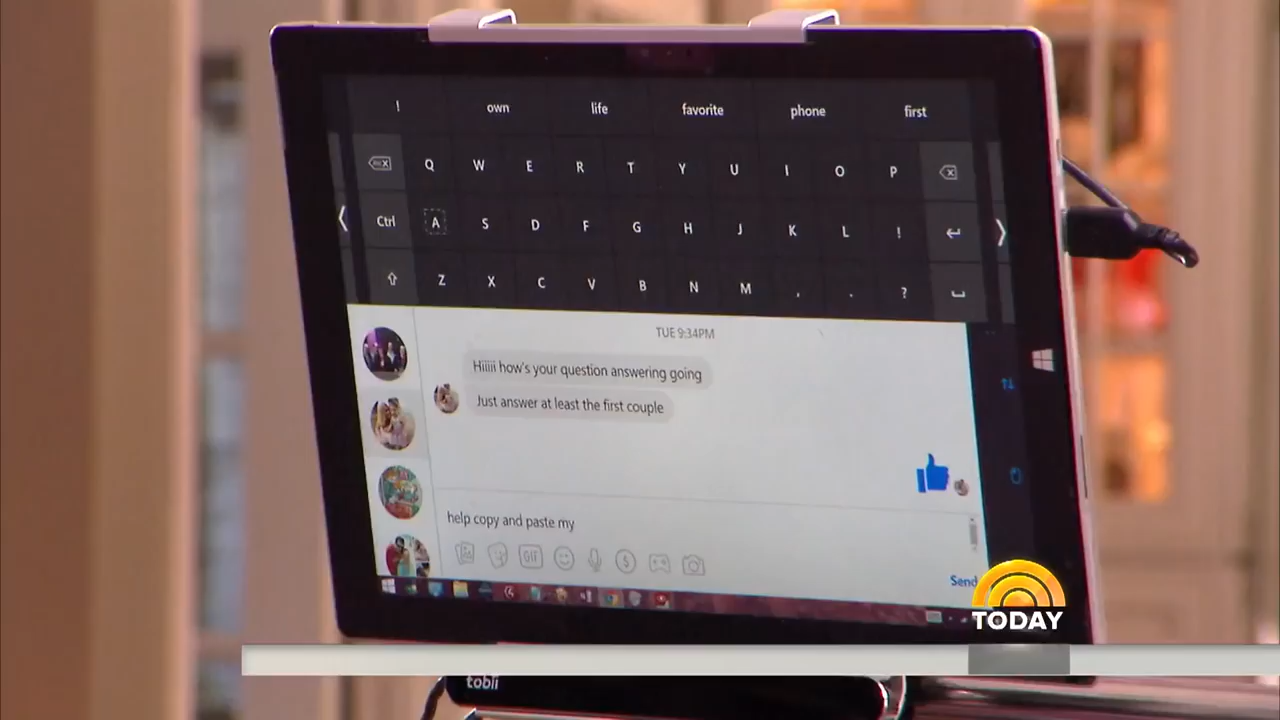 ! own life favorite phone first
Q W E R T Y U I O P
Ctrl A S D F G H J K L !
Z X C V B N M , . ?
TUE 9:34PM
Hiiiii how's your question answering going
Just answer at least the first couple
help copy and paste my
GIF $
Send
TODAY
tobii